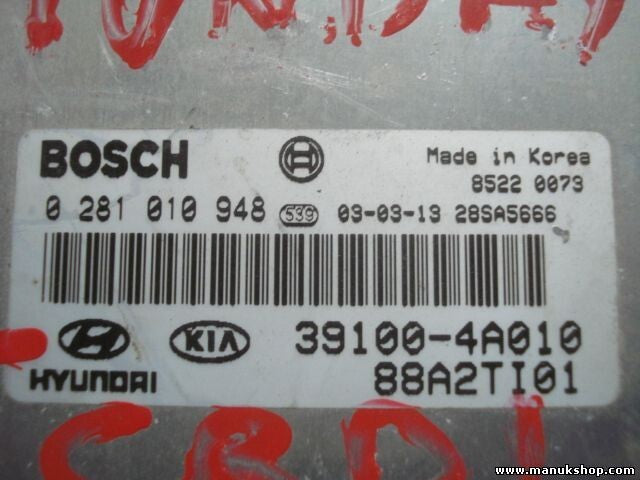 BOSCH
Made in Korea
8522 0073
0 281 010 948 539 03-03-13 28SA5666
HYUNDAI KIA 39100-4A010
88A2TI01
CRDI
www.manukshop.com